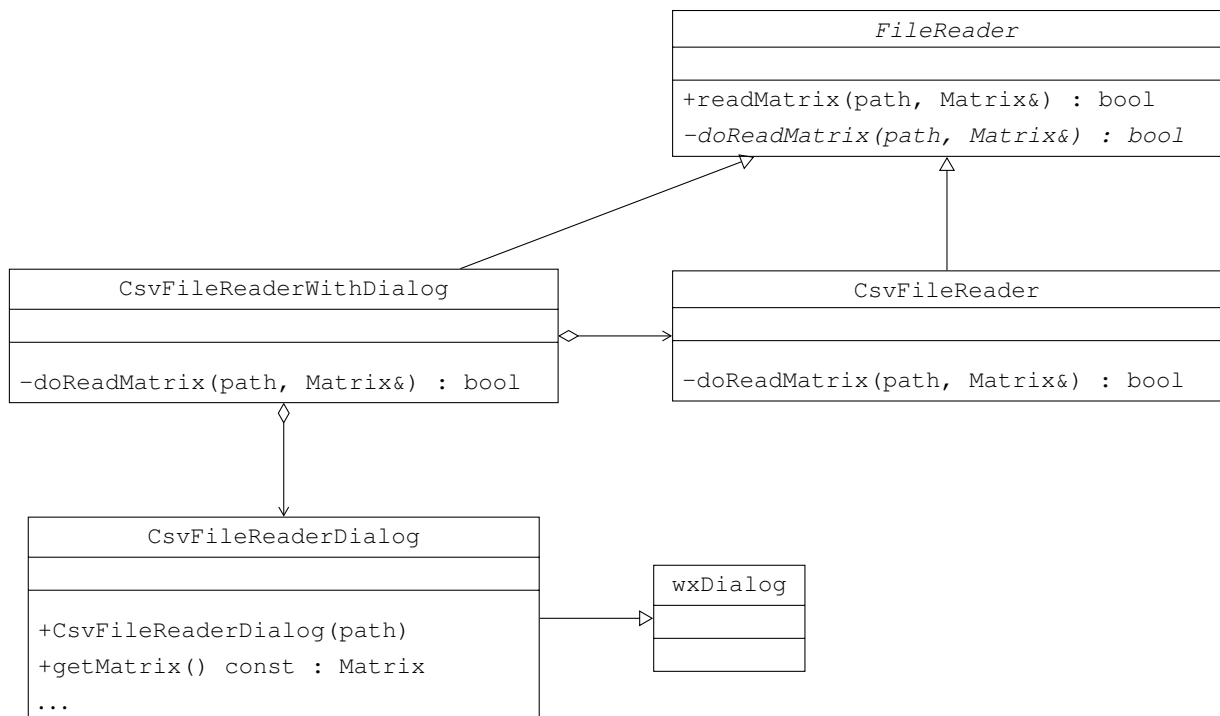 FileReader
+readMatrix(path, Matrix&) : bool
-doReadMatrix(path, Matrix&) : bool
CsvFileReaderWithDialog
-doReadMatrix(path, Matrix&) : bool
CsvFileReader
-doReadMatrix(path, Matrix&) : bool
CsvFileReaderDialog
+CsvFileReaderDialog(path)
+getMatrix() const : Matrix
...
wxDialog